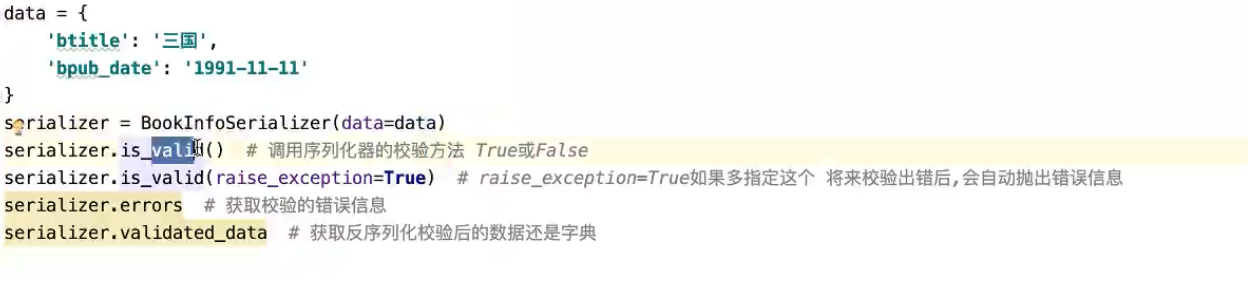 data = {
    'btitle': '三国',
    'bpub_date': '1991-11-11'
}
serializer = BookInfoSerializer(data=data)
serializer.is_valid()  # 调用序列化器的校验方法 True或False
serializer.is_valid(raise_exception=True)  # raise_exception=True如果多指定这个 将来校验出错后,会自动抛出错误信息
serializer.errors  # 获取校验的错误信息
serializer.validated_data  # 获取反序列化校验后的数据还是字典